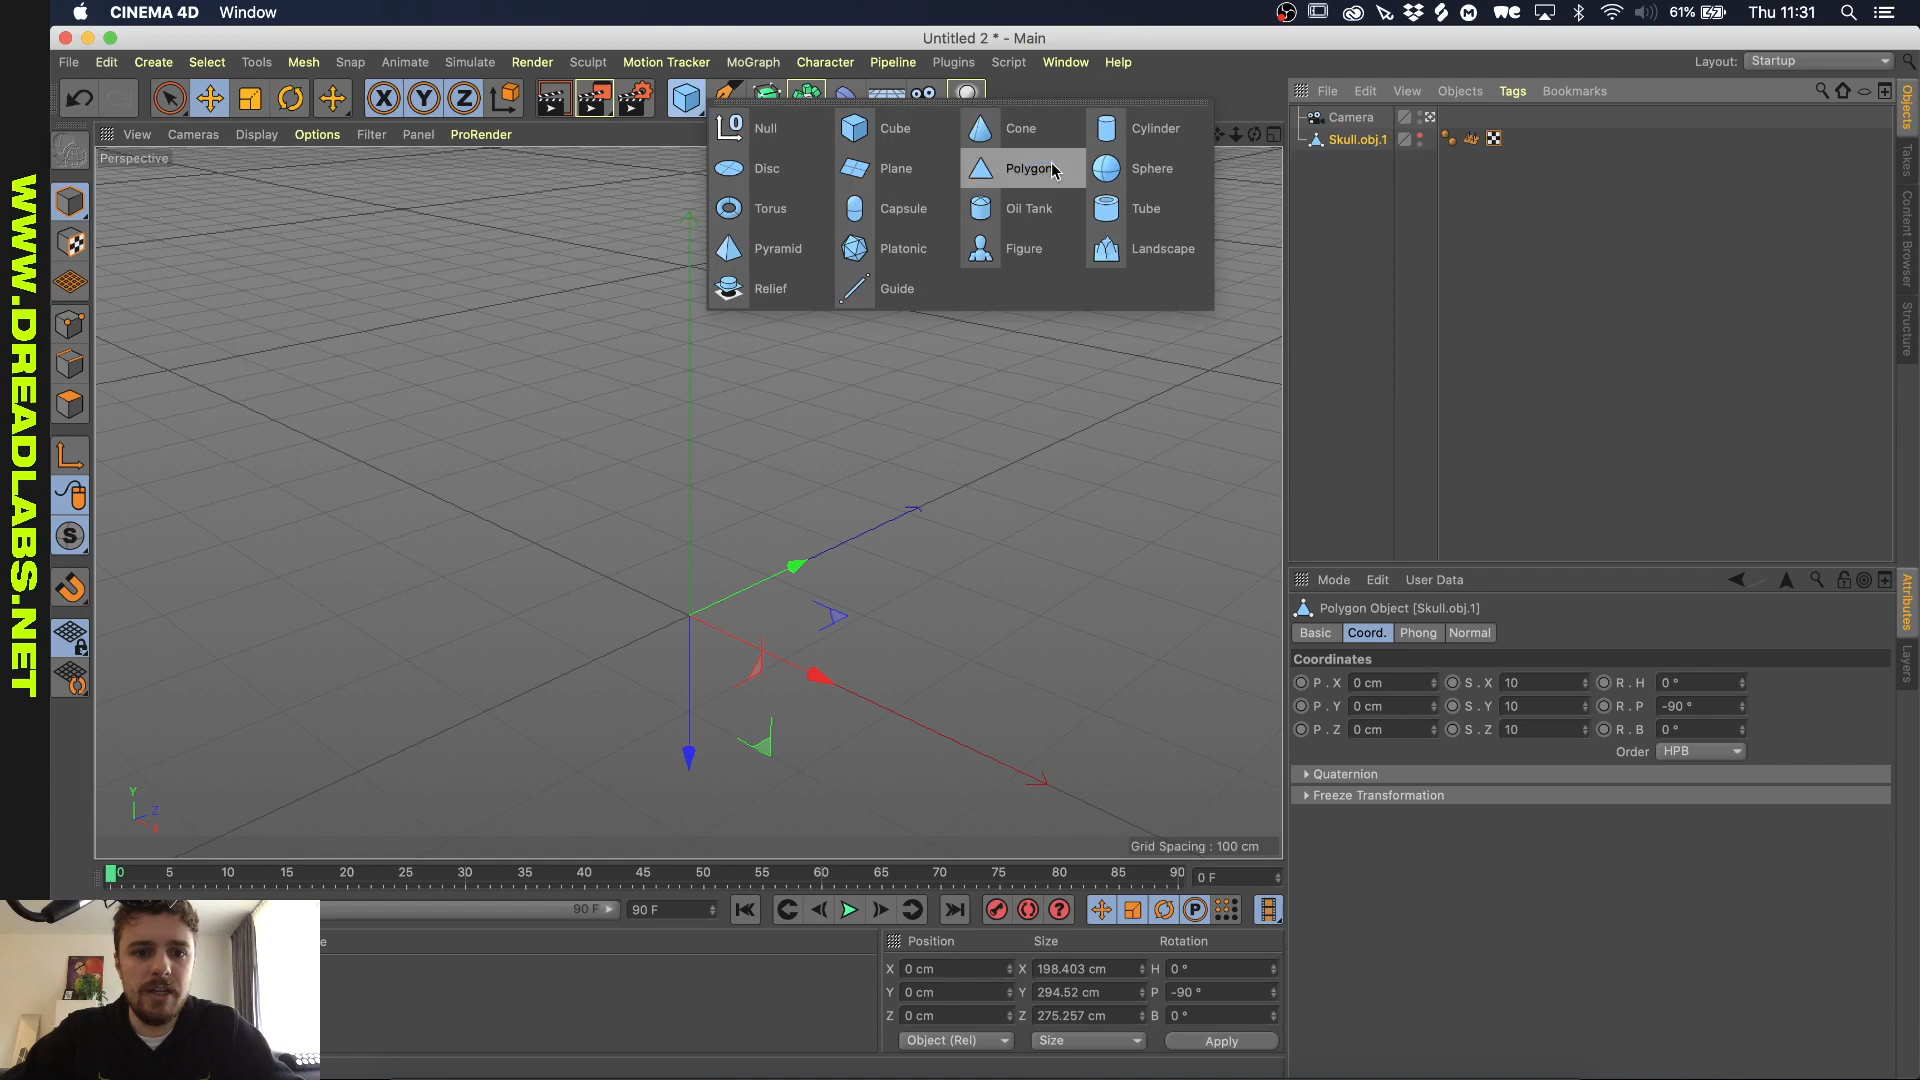 CINEMA 4D Window
61% Thu 11:31
Untitled 2 * - Main
File Edit Create Select Tools Mesh Snap Animate Simulate Render Sculpt Motion Tracker MoGraph Character Pipeline Plugins Script Window Help
Layout: Startup
X Y Z
View Cameras Display Options Filter Panel ProRender
Perspective
Null Cube Cone Cylinder
Disc Plane Polygon Sphere
Torus Capsule Oil Tank Tube
Pyramid Platonic Figure Landscape
Relief Guide
File Edit View Objects Tags Bookmarks
Camera
Skull.obj.1
Objects
Takes
Content Browser
Structure
Attributes
Layers
Mode Edit User Data
Polygon Object [Skull.obj.1]
Basic Coord. Phong Normal
Coordinates
P . X 0 cm S . X 10 R . H 0 °
P . Y 0 cm S . Y 10 R . P -90 °
P . Z 0 cm S . Z 10 R . B 0 °
Order HPB
Quaternion
Freeze Transformation
Y
Z
X
Grid Spacing : 100 cm
0 5 10 15 20 25 30 35 40 45 50 55 60 65 70 75 80 85 90
0 F
90 F 90 F
P
Position Size Rotation
X 0 cm X 198.403 cm H 0 °
Y 0 cm Y 294.52 cm P -90 °
Z 0 cm Z 275.257 cm B 0 °
Object (Rel) Size Apply
WWW.DREADLABS.NET